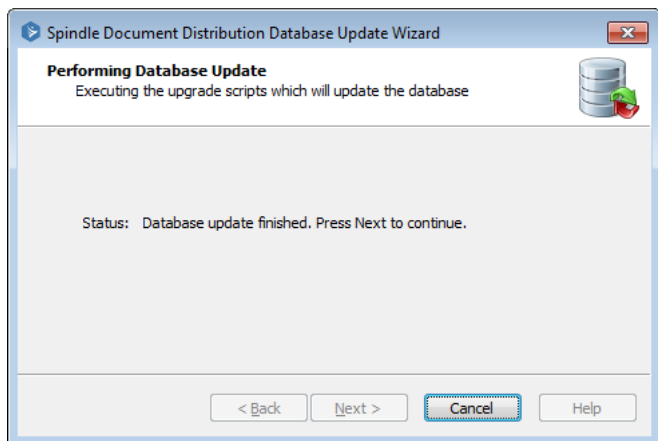 Spindle Document Distribution Database Update Wizard
Performing Database Update
Executing the upgrade scripts which will update the database
Status: Database update finished. Press Next to continue.
< Back Next > Cancel Help